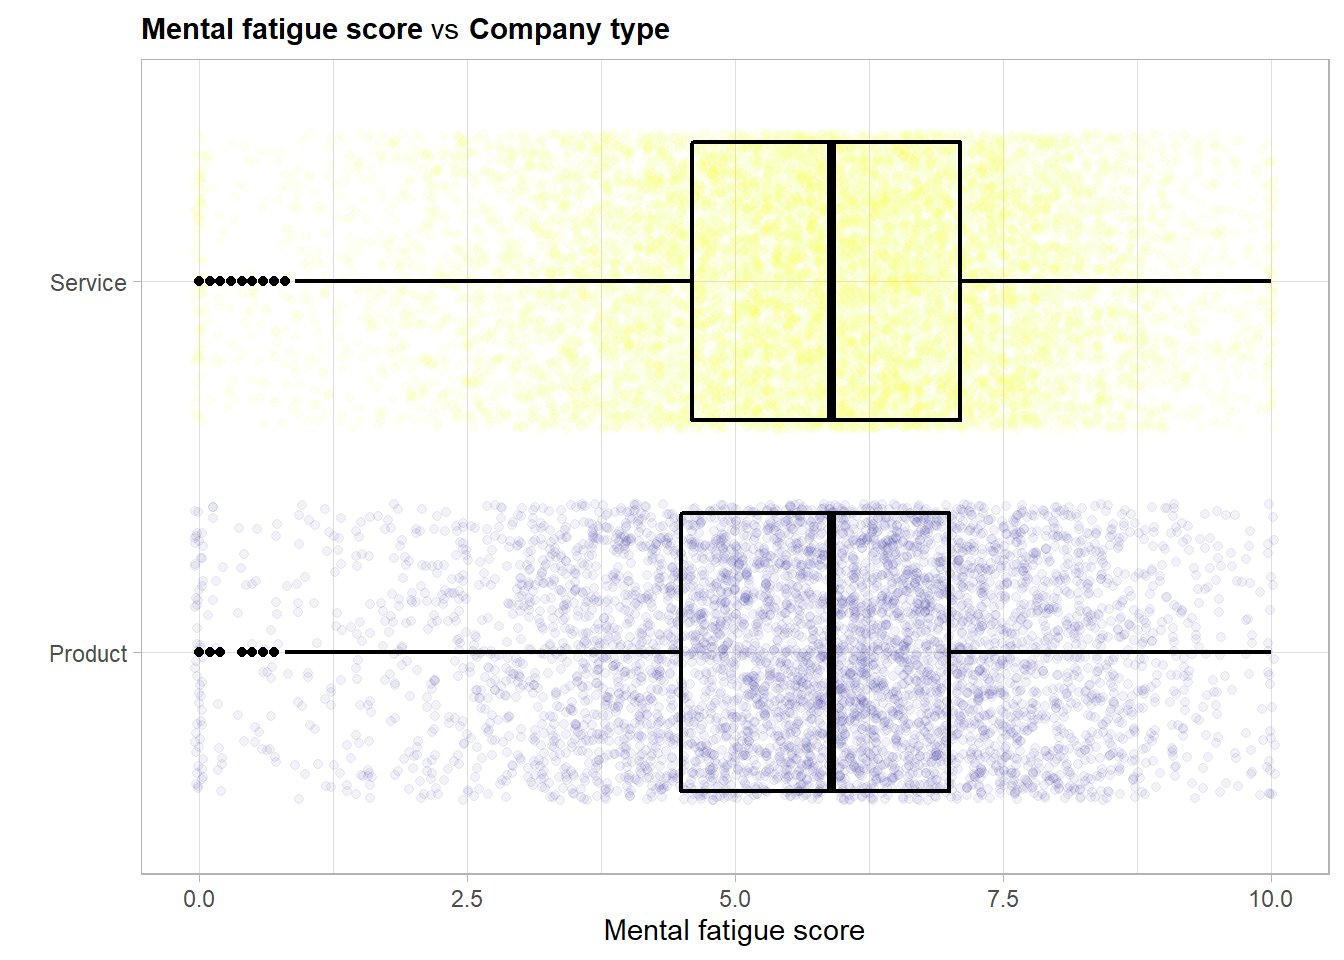 Mental fatigue score vs Company type
Service
Product
0.0 2.5 5.0 7.5 10.0
Mental fatigue score